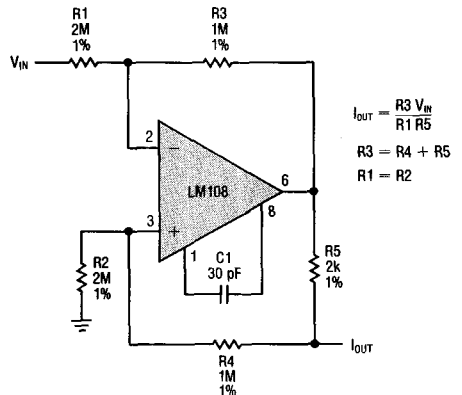 R1
2M
1%
R3
1M
1%
VIN
IOUT = R3 VIN
R1 R5
R3 = R4 + R5
R1 = R2
2
−
LM108
6
3
+
8
1
C1
30 pF
R2
2M
1%
R5
2k
1%
R4
1M
1%
IOUT